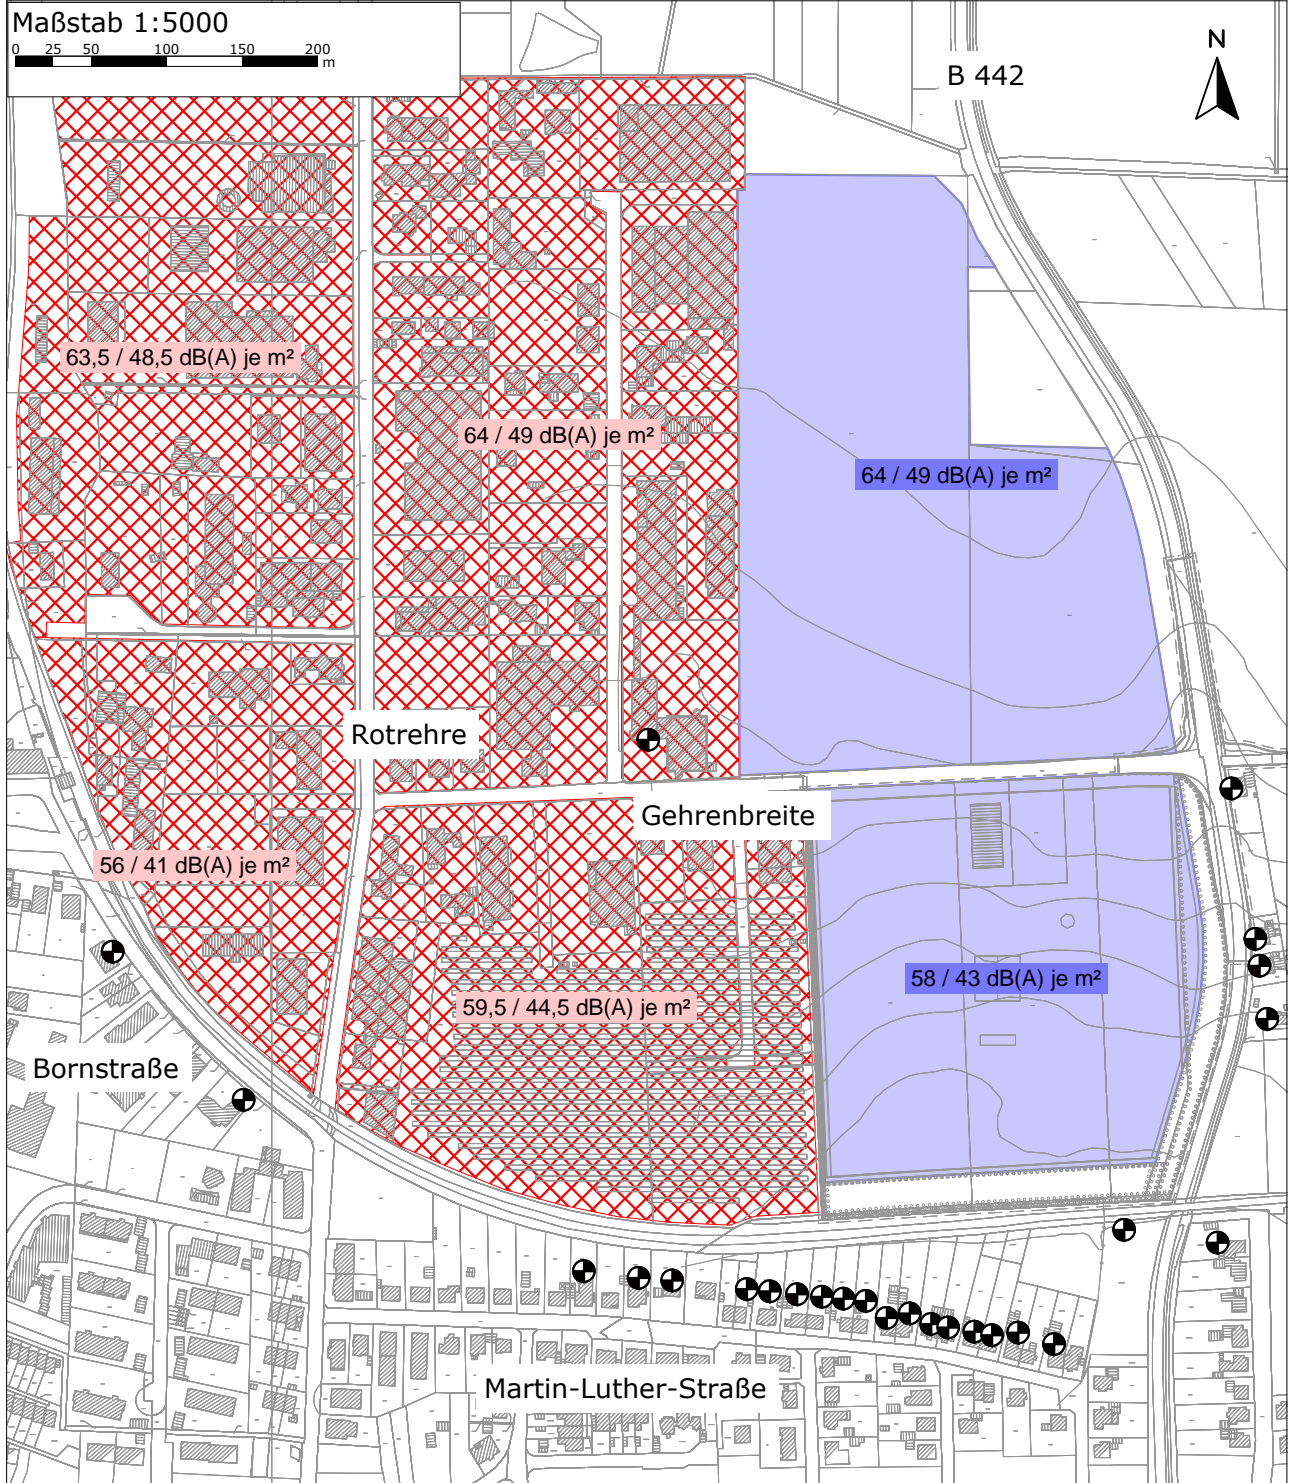 Maßstab 1:5000
0 25 50 100 150 200
m
N
B 442
63,5 / 48,5 dB(A) je m²
64 / 49 dB(A) je m²
64 / 49 dB(A) je m²
Rotrehre
Gehrenbreite
56 / 41 dB(A) je m²
58 / 43 dB(A) je m²
59,5 / 44,5 dB(A) je m²
Bornstraße
Martin-Luther-Straße